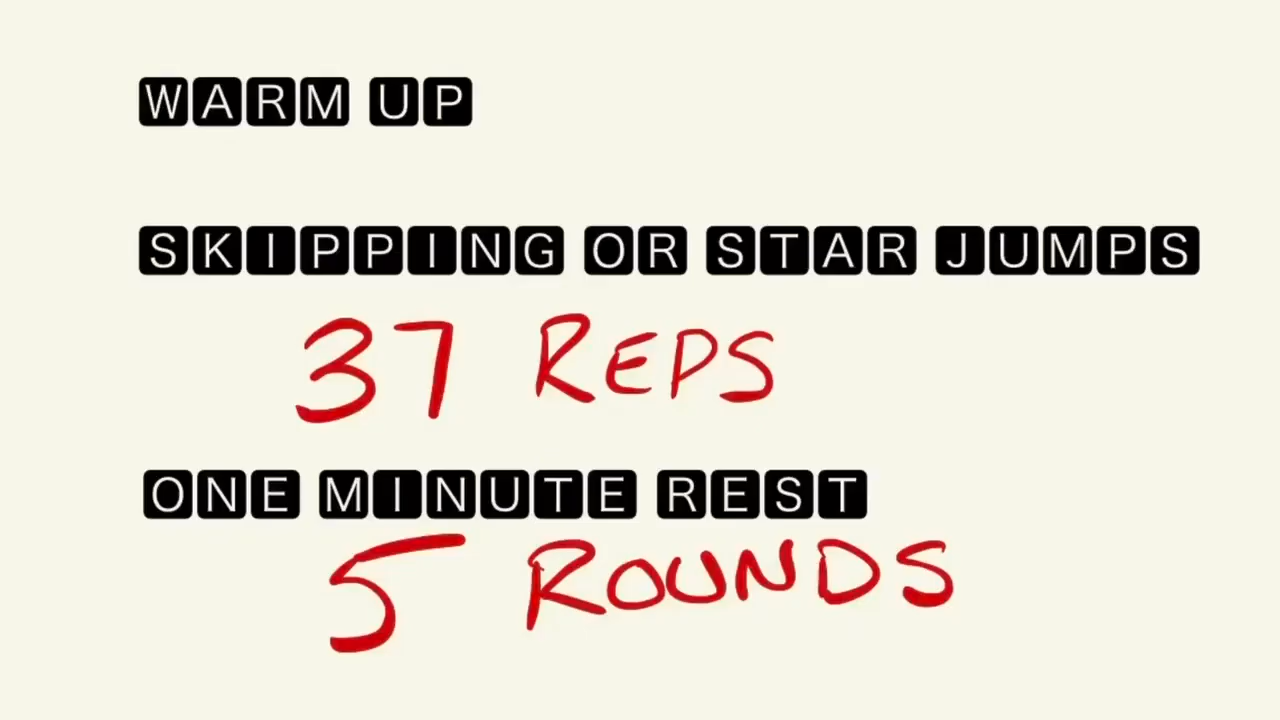 WARM UP
SKIPPING OR STAR JUMPS
37 REPS
ONE MINUTE REST
5 ROUNDS